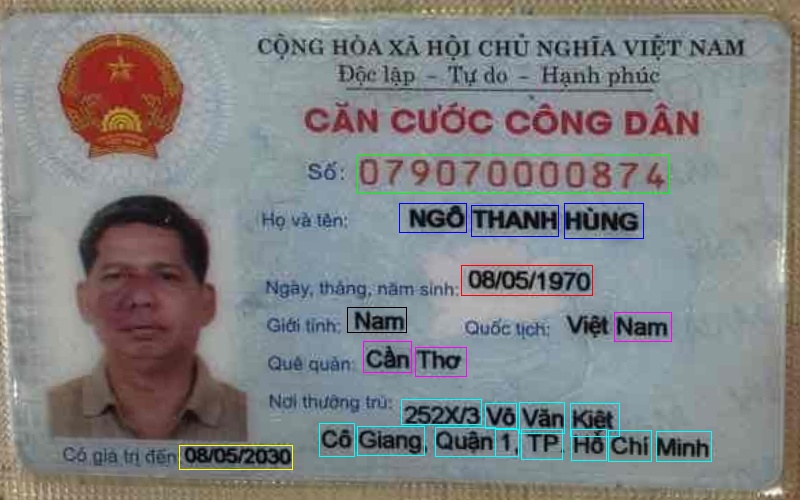 CỘNG HÒA XÃ HỘI CHỦ NGHĨA VIỆT NAM
Độc lập - Tự do - Hạnh phúc
CĂN CƯỚC CÔNG DÂN
Số: 079070000874
Họ và tên: NGÔ THANH HÙNG
Ngày, tháng, năm sinh: 08/05/1970
Giới tính: Nam Quốc tịch: Việt Nam
Quê quán: Cần Thơ
Nơi thường trú: 252X/3 Võ Văn Kiệt
Cô Giang, Quận 1, TP. Hồ Chí Minh
Có giá trị đến 08/05/2030